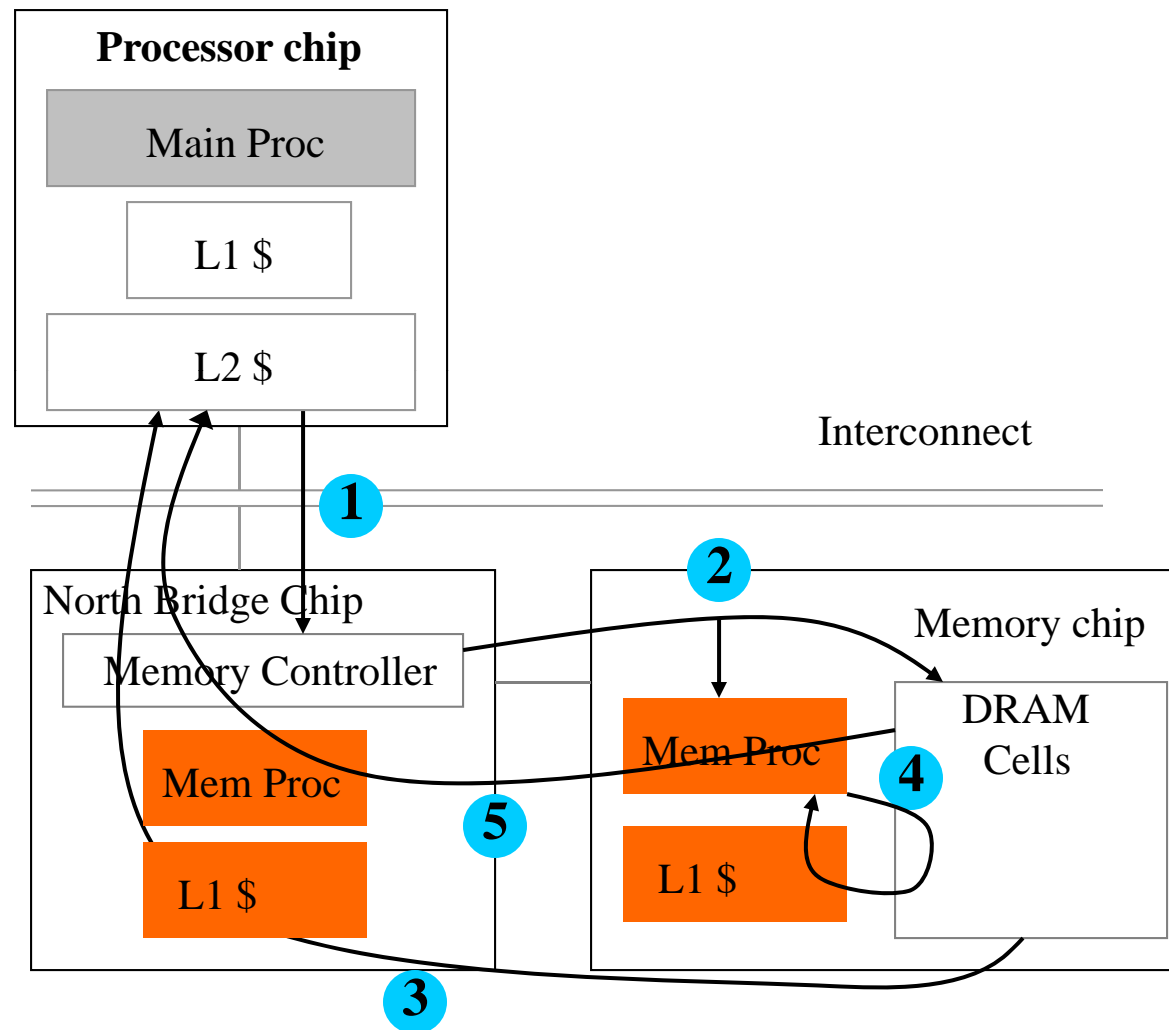 Processor chip
Main Proc
L1 $
L2 $
Interconnect
1
2
North Bridge Chip
Memory chip
Memory Controller
DRAM
Cells
Mem Proc
4
Mem Proc
5
L1 $
L1 $
3